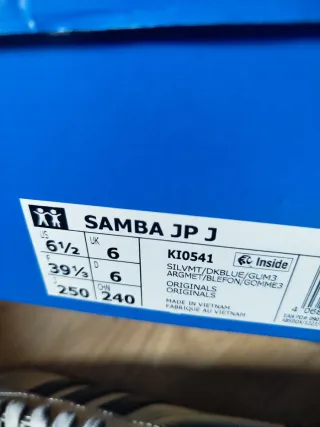 SAMBA JP J
US UK
6½ 6
F D
39⅓ 6
J CHN
250 240
KI0541
Inside
SILVMT/DKBLUE/GUM3
ARGMET/BLEFON/GOMME3
ORIGINALS
ORIGINALS
MADE IN VIETNAM
FABRIQUÉ AU VIETNAM